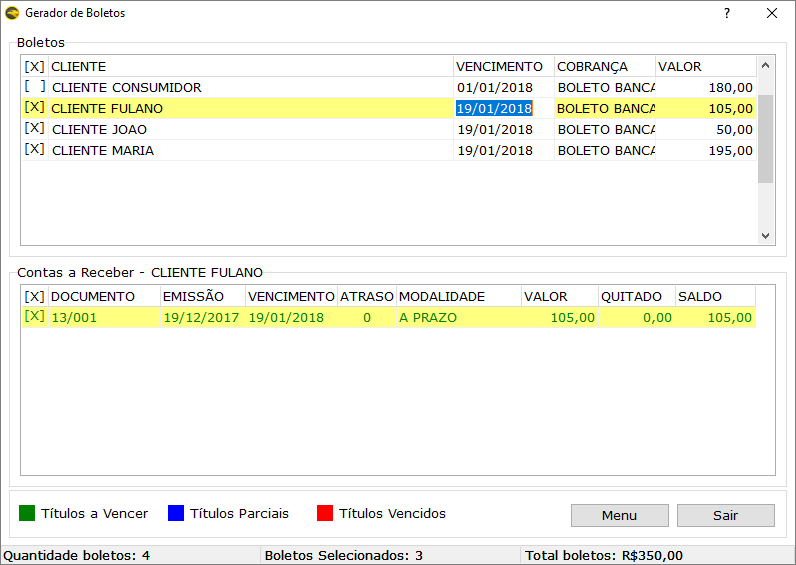 Gerador de Boletos ?
Boletos
[X] CLIENTE VENCIMENTO COBRANÇA VALOR
[ ] CLIENTE CONSUMIDOR 01/01/2018 BOLETO BANCA 180,00
[X] CLIENTE FULANO 19/01/2018 BOLETO BANCA 105,00
[X] CLIENTE JOAO 19/01/2018 BOLETO BANCA 50,00
[X] CLIENTE MARIA 19/01/2018 BOLETO BANCA 195,00
Contas a Receber - CLIENTE FULANO
[X] DOCUMENTO EMISSÃO VENCIMENTO ATRASO MODALIDADE VALOR QUITADO SALDO
[X] 13/001 19/12/2017 19/01/2018 0 A PRAZO 105,00 0,00 105,00
Títulos a Vencer Títulos Parciais Títulos Vencidos Menu Sair
Quantidade boletos: 4 Boletos Selecionados: 3 Total boletos: R$350,00